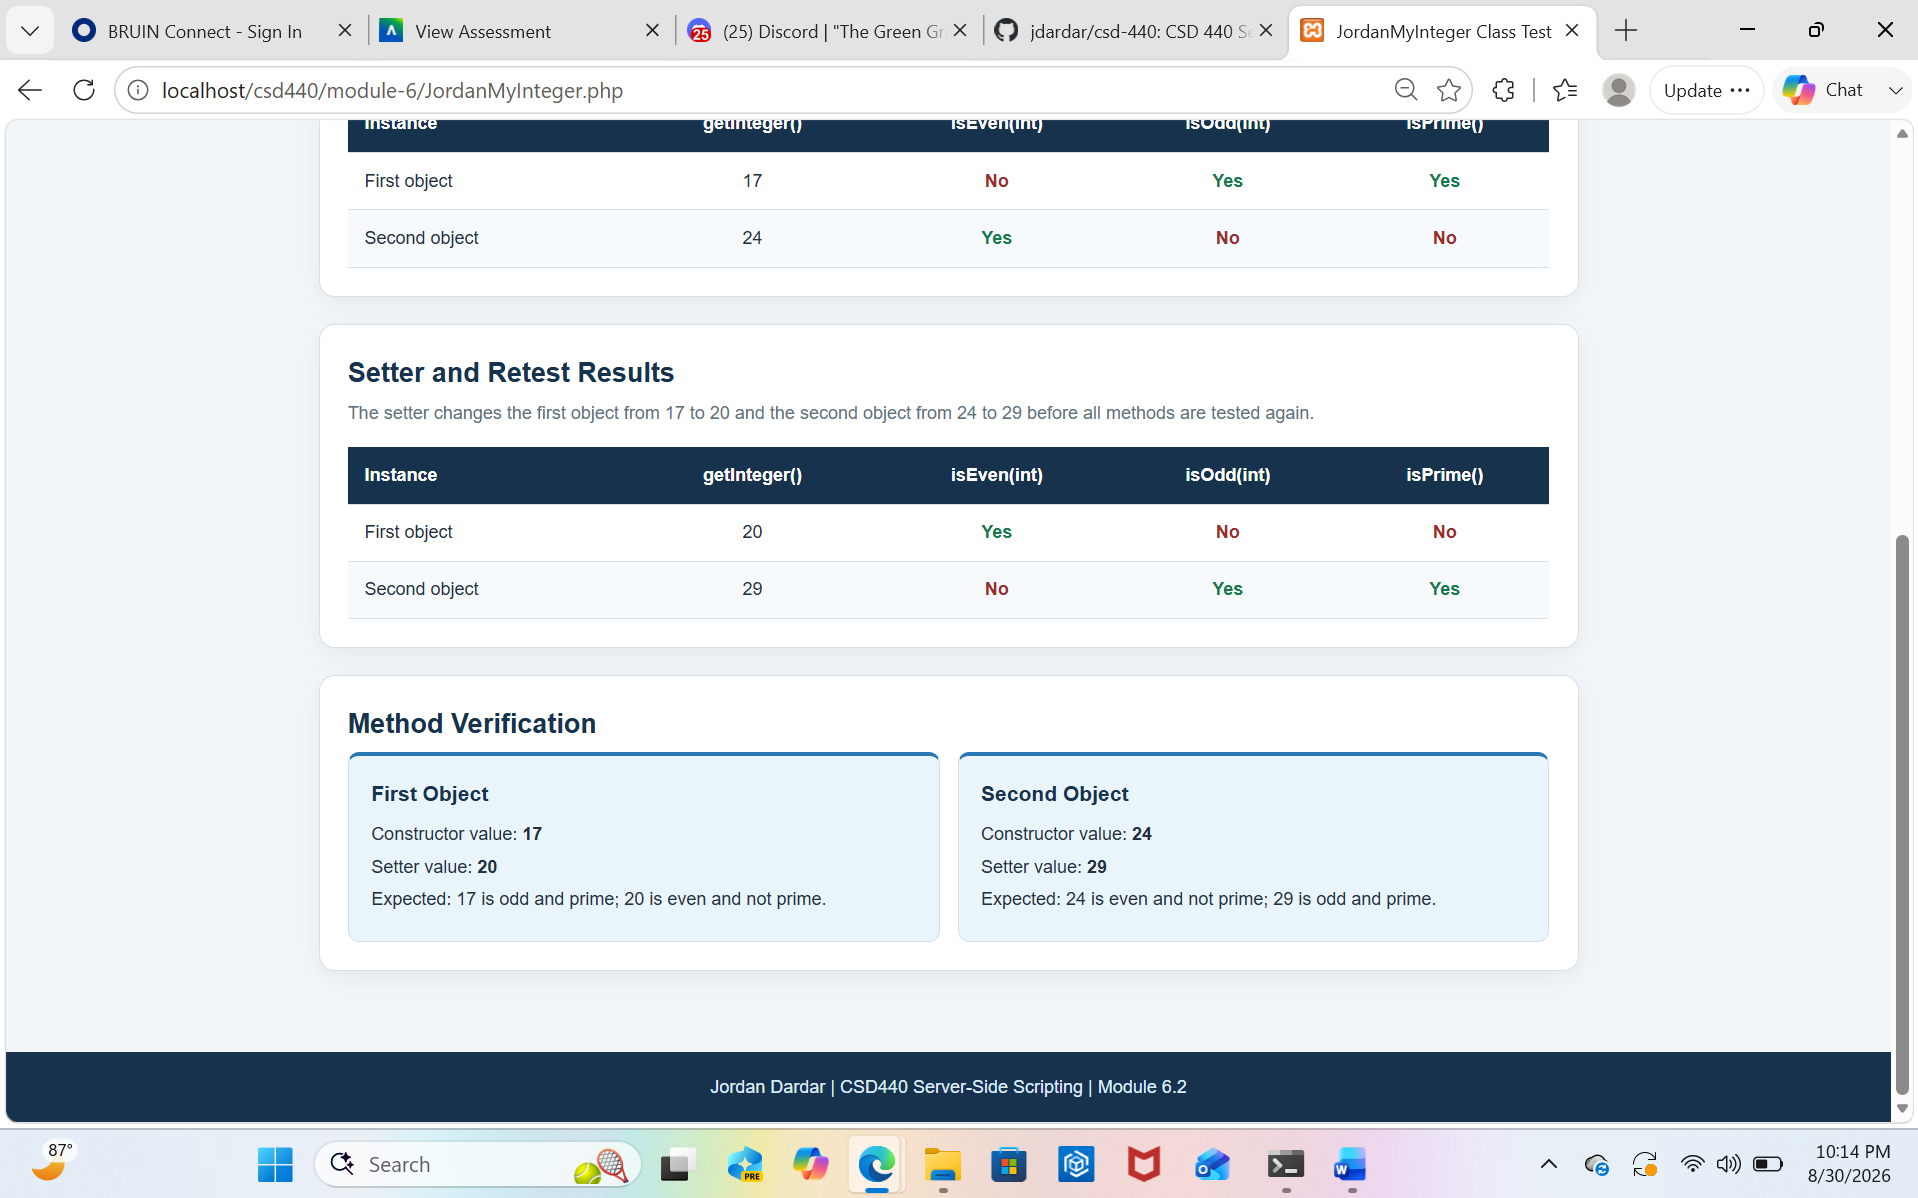 BRUIN Connect - Sign In
View Assessment
25
(25) Discord | "The Green Gr
jdardar/csd-440: CSD 440 Se
JordanMyInteger Class Test
localhost/csd440/module-6/JordanMyInteger.php
Update
Chat
Instance getInteger() isEven(int) isOdd(int) isPrime()
First object 17 No Yes Yes
Second object 24 Yes No No
Setter and Retest Results
The setter changes the first object from 17 to 20 and the second object from 24 to 29 before all methods are tested again.
Instance getInteger() isEven(int) isOdd(int) isPrime()
First object 20 Yes No No
Second object 29 No Yes Yes
Method Verification
First Object
Constructor value: 17
Setter value: 20
Expected: 17 is odd and prime; 20 is even and not prime.
Second Object
Constructor value: 24
Setter value: 29
Expected: 24 is even and not prime; 29 is odd and prime.
Jordan Dardar | CSD440 Server-Side Scripting | Module 6.2
87°
Search
PRE
10:14 PM
8/30/2026